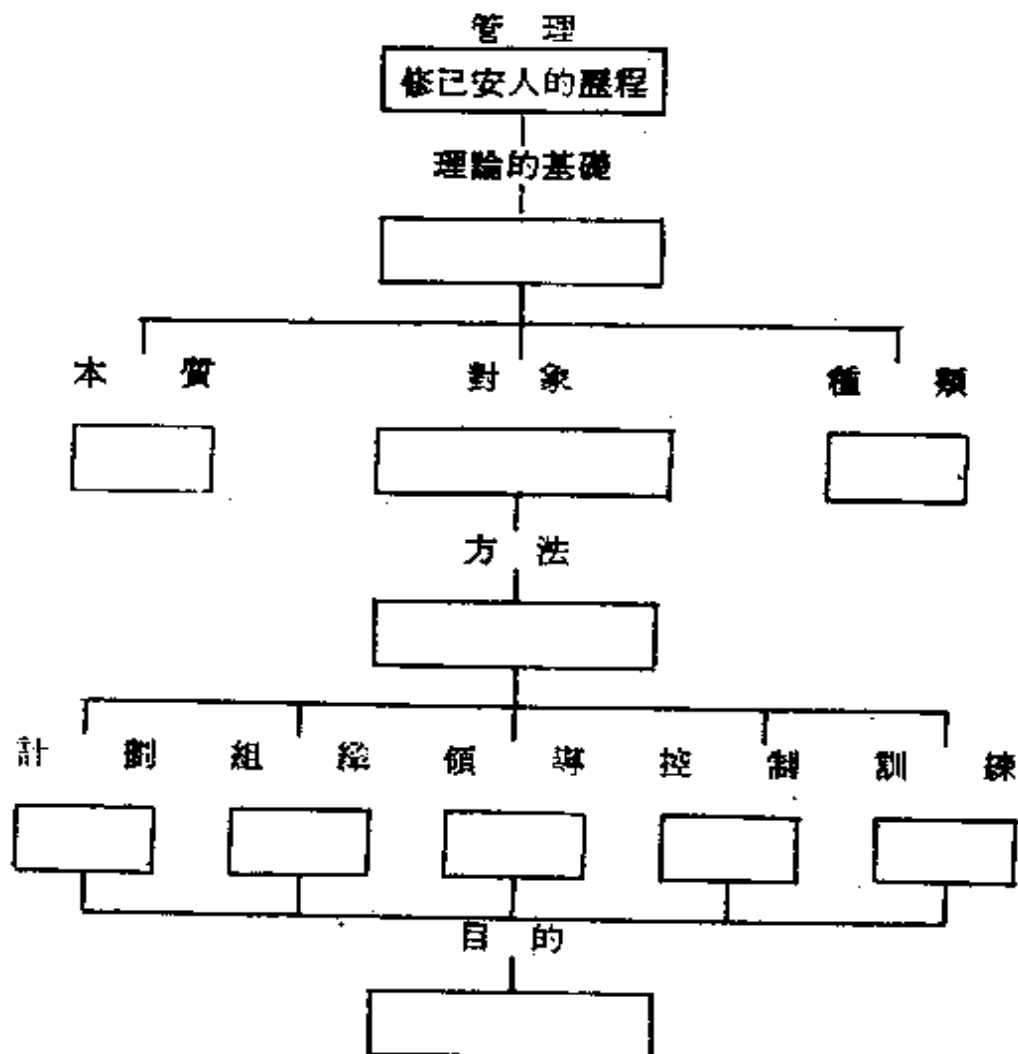 管理
修己安人的歷程
理論的基礎
本質 對象 種類
方法
計劃 組織 領導 控制 訓練
目的